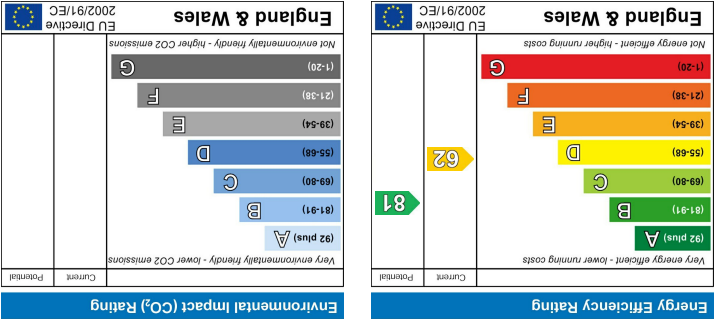 Energy Efficiency Rating
Current
Potential
Very energy efficient - lower running costs
(92 plus) A
(81-91) B
(69-80) C
(55-68) D
(39-54) E
(21-38) F
(1-20) G
Not energy efficient - higher running costs
62
81
England & Wales
EU Directive
2002/91/EC
Environmental Impact (CO₂) Rating
Current
Potential
Very environmentally friendly - lower CO2 emissions
(92 plus) A
(81-91) B
(69-80) C
(55-68) D
(39-54) E
(21-38) F
(1-20) G
Not environmentally friendly - higher CO2 emissions
England & Wales
EU Directive
2002/91/EC